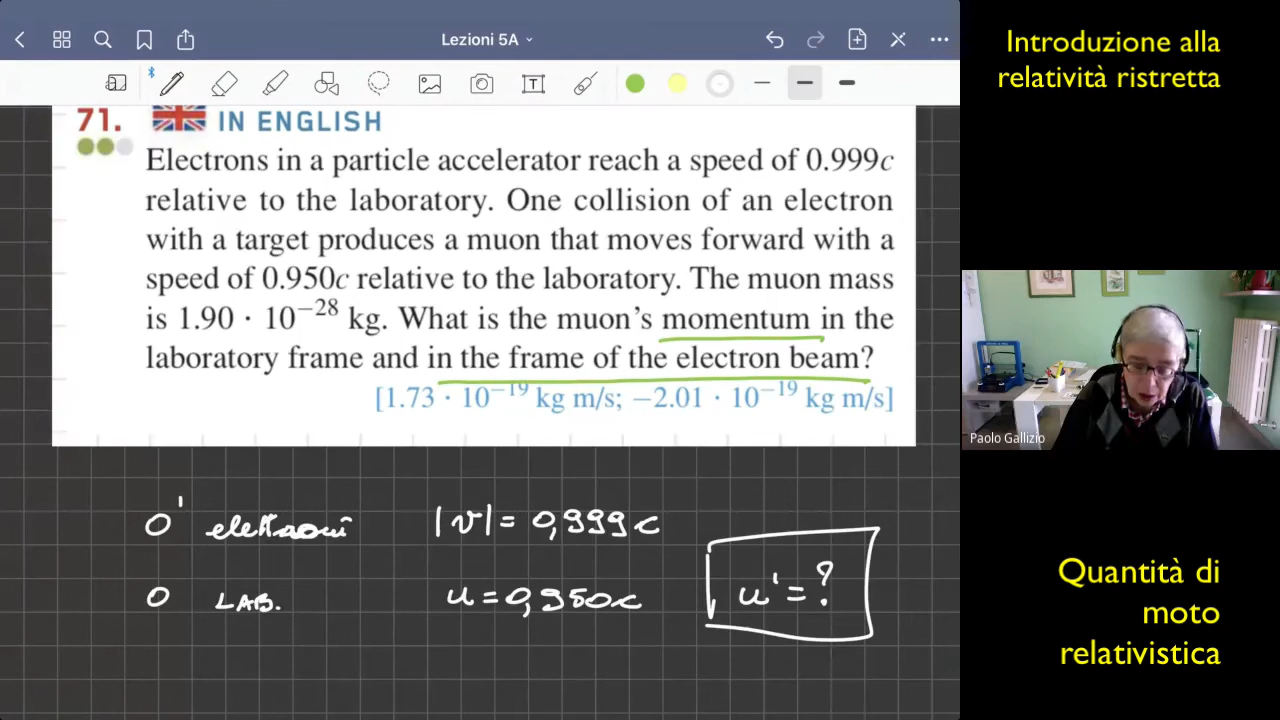 Lezioni 5A
71. IN ENGLISH
Electrons in a particle accelerator reach a speed of 0.999c
relative to the laboratory. One collision of an electron
with a target produces a muon that moves forward with a
speed of 0.950c relative to the laboratory. The muon mass
is 1.90 · 10⁻²⁸ kg. What is the muon's momentum in the
laboratory frame and in the frame of the electron beam?
[1.73 · 10⁻¹⁹ kg m/s; −2.01 · 10⁻¹⁹ kg m/s]
O' elettroni |v| = 0,999c
O LAB. u = 0,950c
u' = ?
Introduzione alla
relatività ristretta
Paolo Gallizio
Quantità di
moto
relativistica